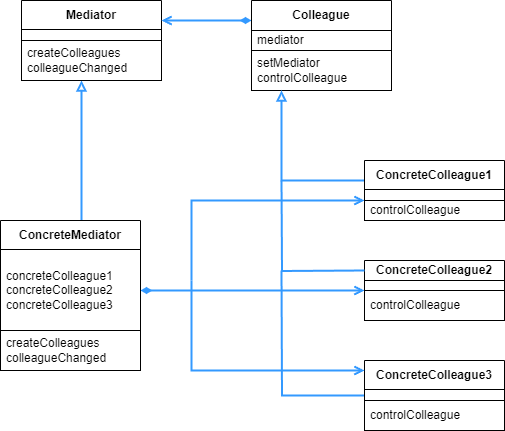 Mediator
createColleagues
colleagueChanged
Colleague
mediator
setMediator
controlColleague
ConcreteColleague1
controlColleague
ConcreteMediator
concreteColleague1
concreteColleague2
concreteColleague3
createColleagues
colleagueChanged
ConcreteColleague2
controlColleague
ConcreteColleague3
controlColleague